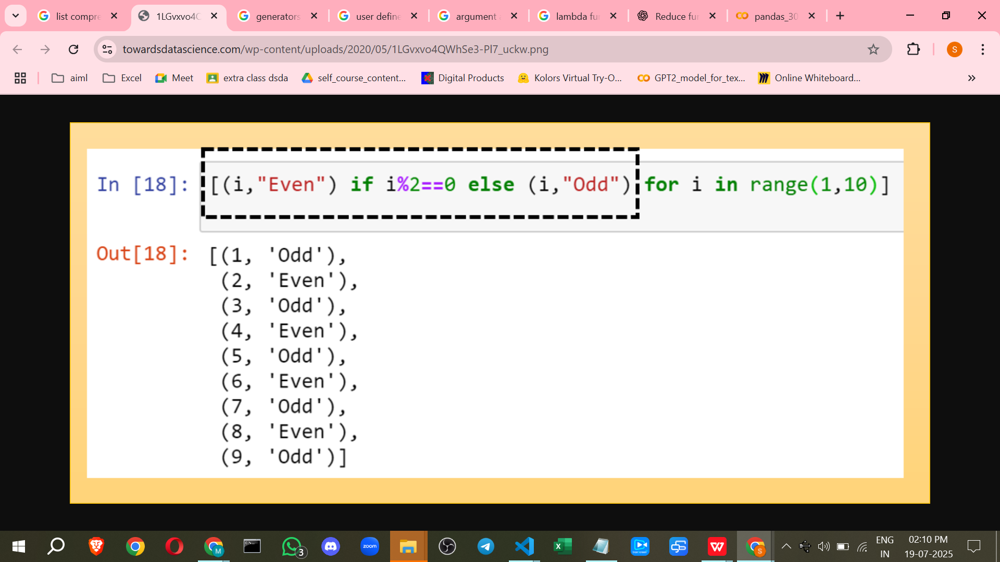 list compre
1LGvxvo4C
generators
user define
argument a
lambda fun
Reduce fun
pandas_30
towardsdatascience.com/wp-content/uploads/2020/05/1LGvxvo4QWhSe3-Pl7_uckw.png
S
aiml
Excel
Meet
extra class dsda
self_course_content...
Digital Products
Kolors Virtual Try-O...
GPT2_model_for_tex...
Online Whiteboard...
»
In [18]: [(i,"Even") if i%2==0 else (i,"Odd") for i in range(1,10)]
Out[18]: [(1, 'Odd'),
(2, 'Even'),
(3, 'Odd'),
(4, 'Even'),
(5, 'Odd'),
(6, 'Even'),
(7, 'Odd'),
(8, 'Even'),
(9, 'Odd')]
M
3
zoom
S
ENG
IN
02:10 PM
19-07-2025